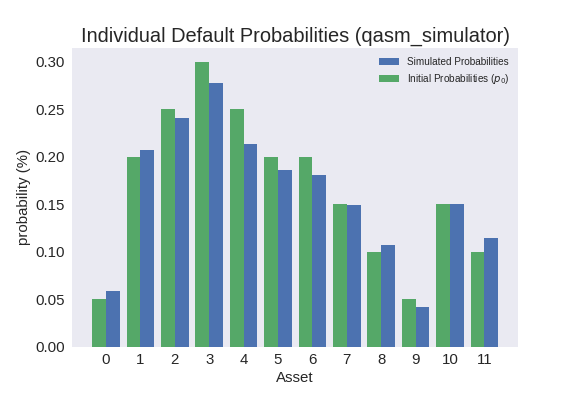 Individual Default Probabilities (qasm_simulator)
Simulated Probabilities
Initial Probabilities (p₀)
probability (%)
0.30
0.25
0.20
0.15
0.10
0.05
0.00
0 1 2 3 4 5 6 7 8 9 10 11
Asset